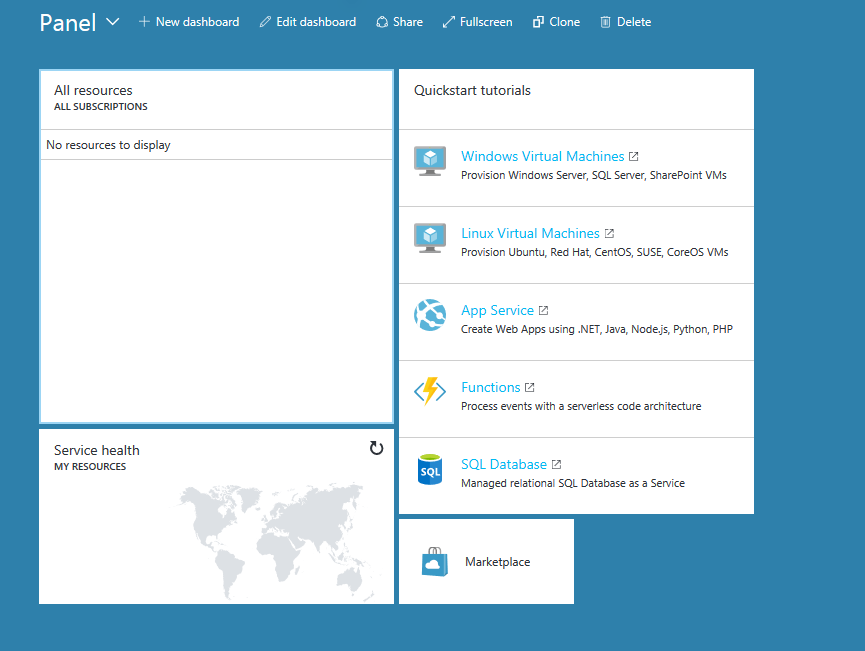 Panel
New dashboard
Edit dashboard
Share
Fullscreen
Clone
Delete
All resources
ALL SUBSCRIPTIONS
No resources to display
Service health
MY RESOURCES
Quickstart tutorials
Windows Virtual Machines
Provision Windows Server, SQL Server, SharePoint VMs
Linux Virtual Machines
Provision Ubuntu, Red Hat, CentOS, SUSE, CoreOS VMs
App Service
Create Web Apps using .NET, Java, Node.js, Python, PHP
Functions
Process events with a serverless code architecture
SQL
SQL Database
Managed relational SQL Database as a Service
Marketplace